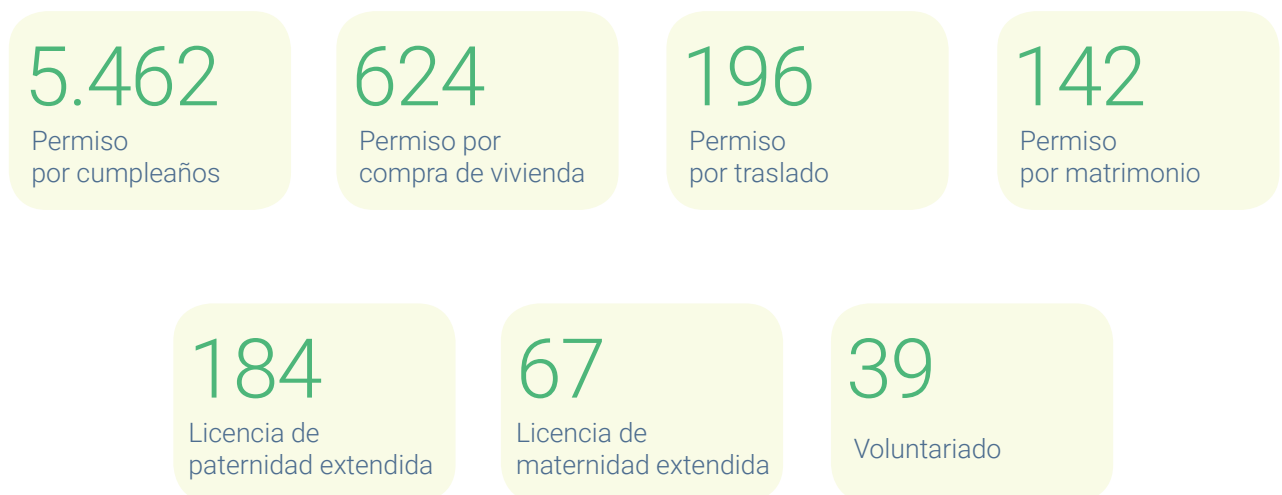 5.462
Permiso
por cumpleaños
624
Permiso por
compra de vivienda
196
Permiso
por traslado
142
Permiso
por matrimonio
184
Licencia de
paternidad extendida
67
Licencia de
maternidad extendida
39
Voluntariado